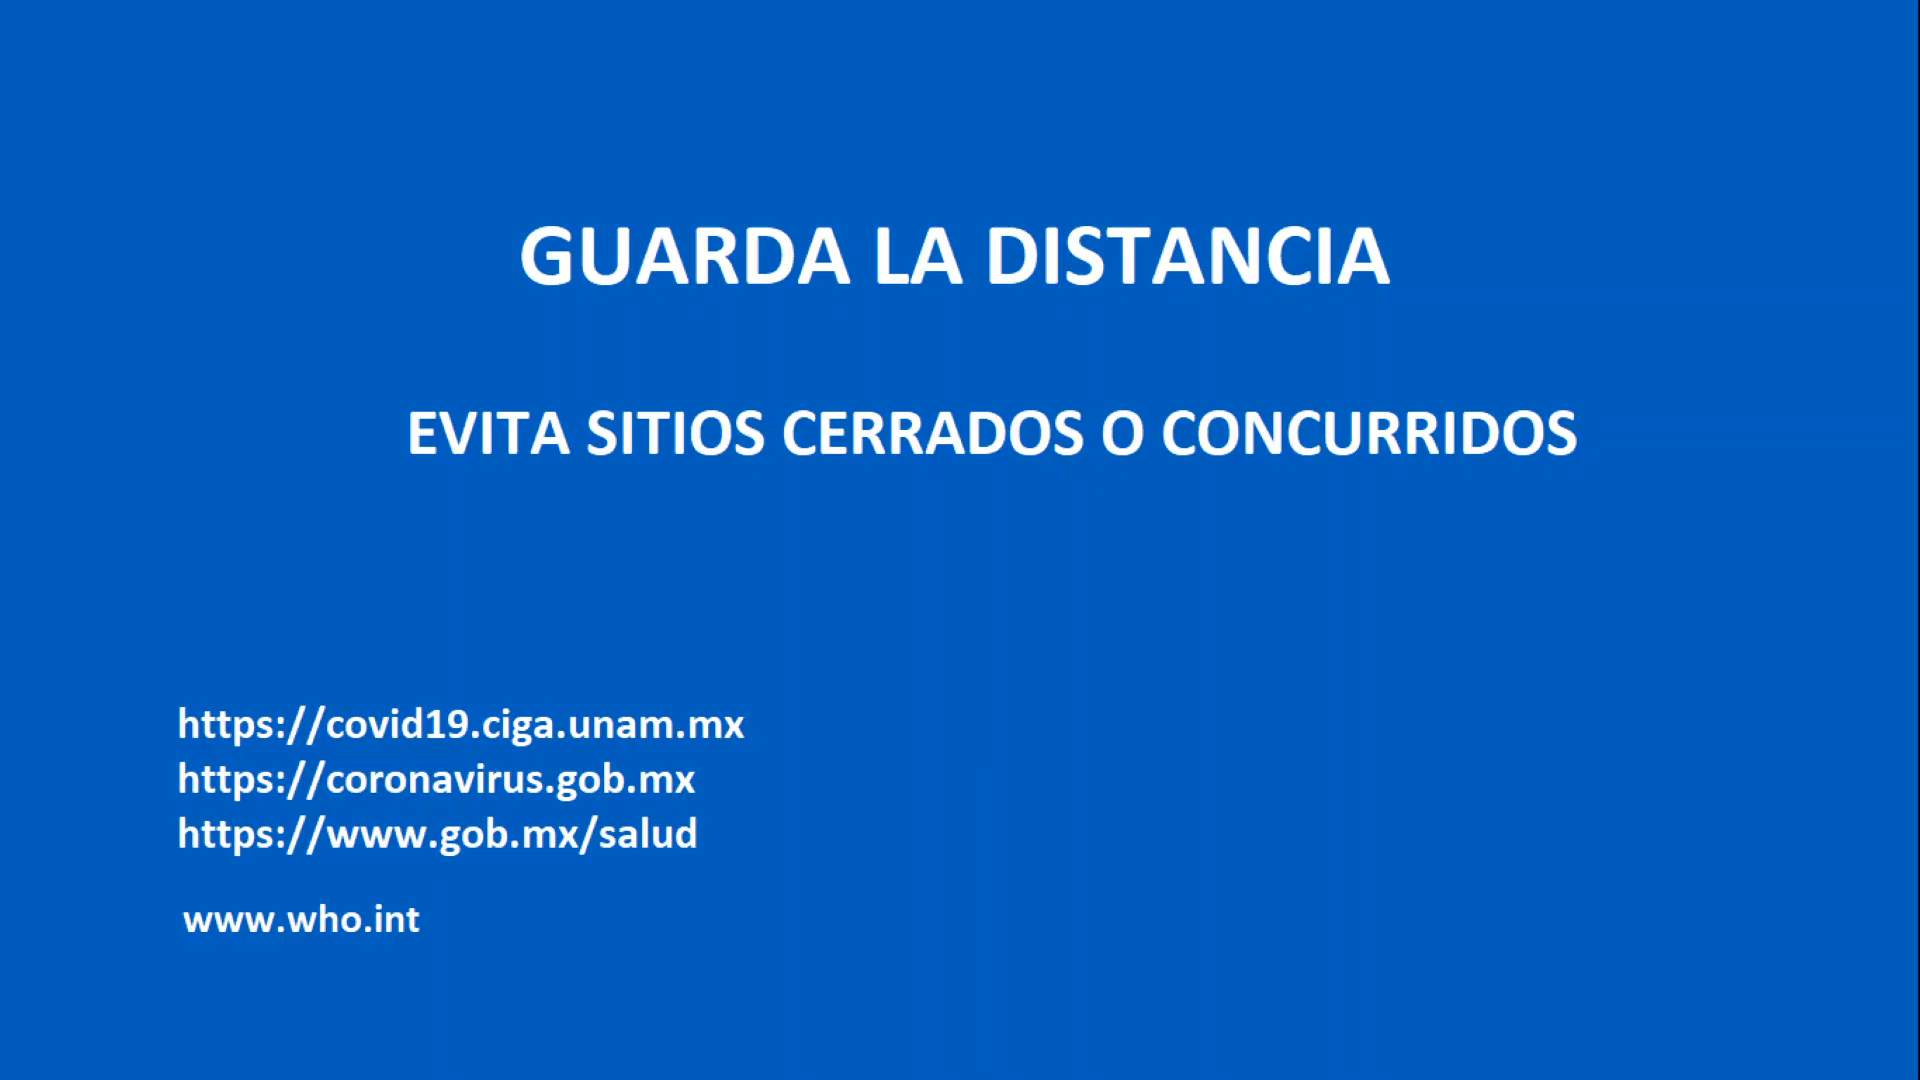 GUARDA LA DISTANCIA
EVITA SITIOS CERRADOS O CONCURRIDOS
https://covid19.ciga.unam.mx
https://coronavirus.gob.mx
https://www.gob.mx/salud
www.who.int